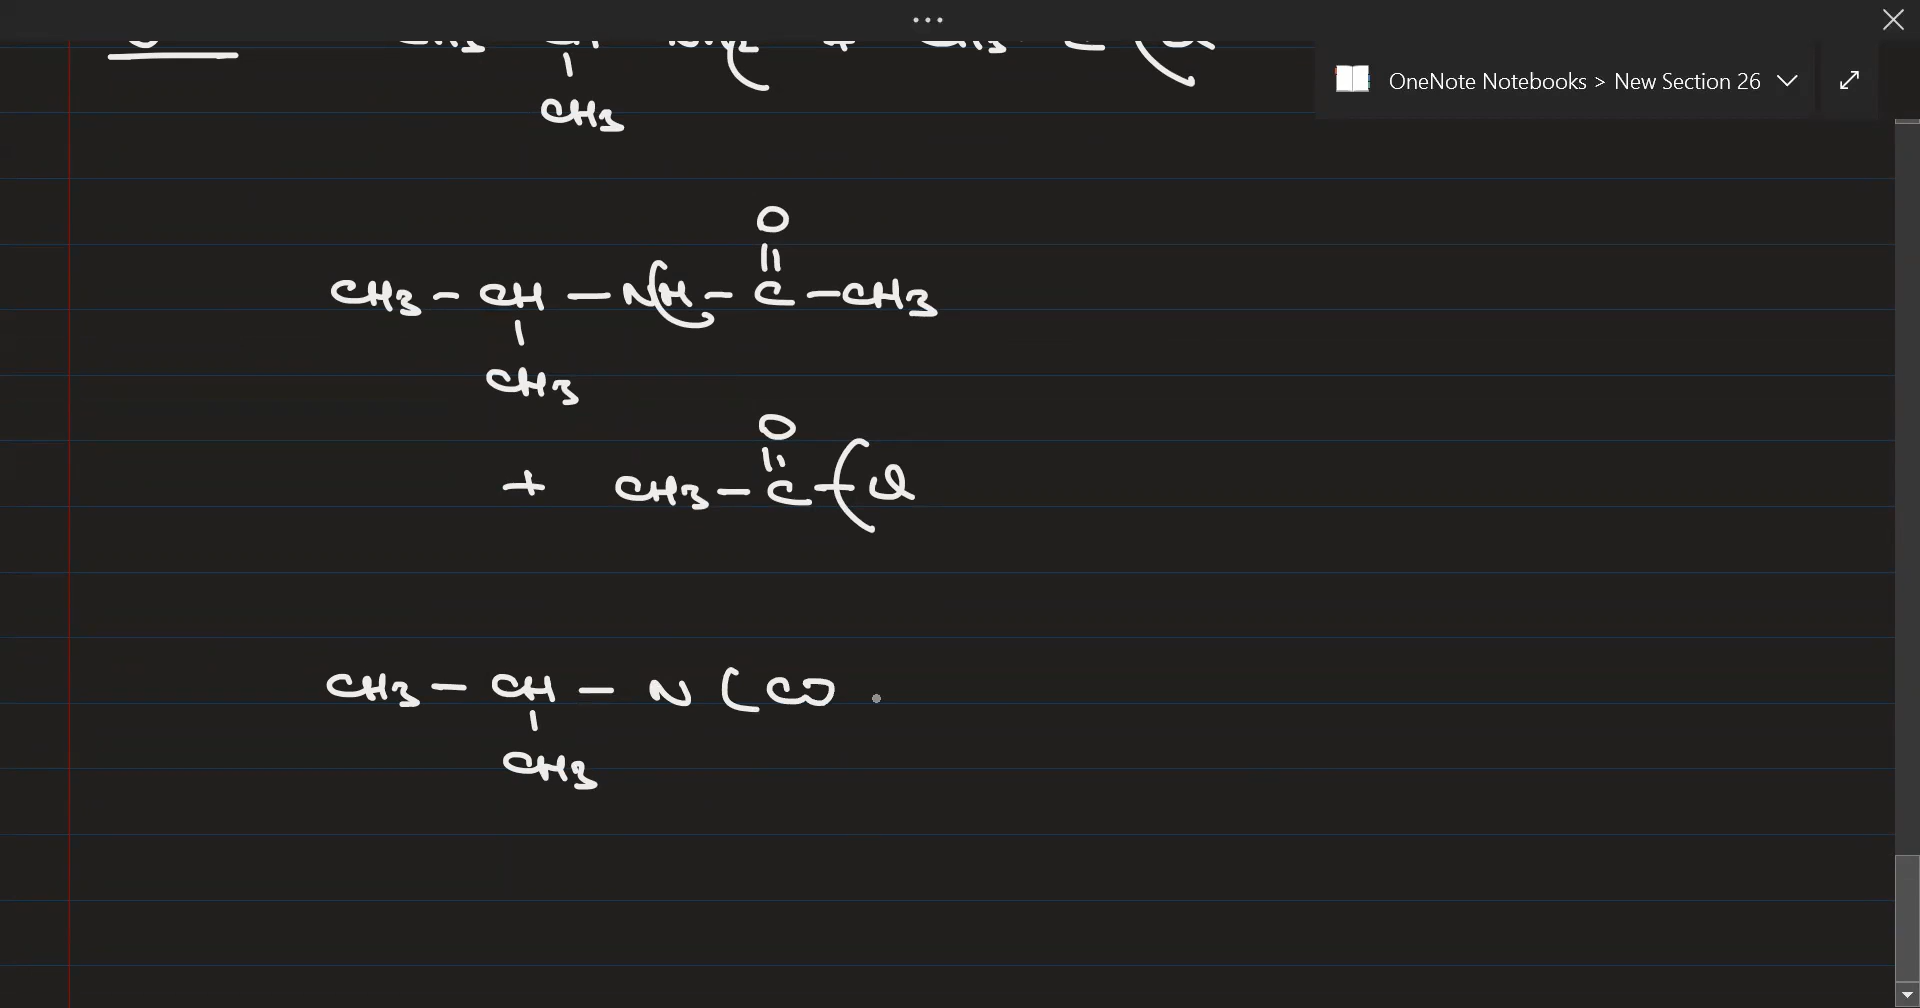 OneNote Notebooks > New Section 26
CH3
O
||
CH3 - CH - NH - C - CH3
|
CH3
O
||
+ CH3 - C - Cl
CH3 - CH - N ( CO
|
CH3